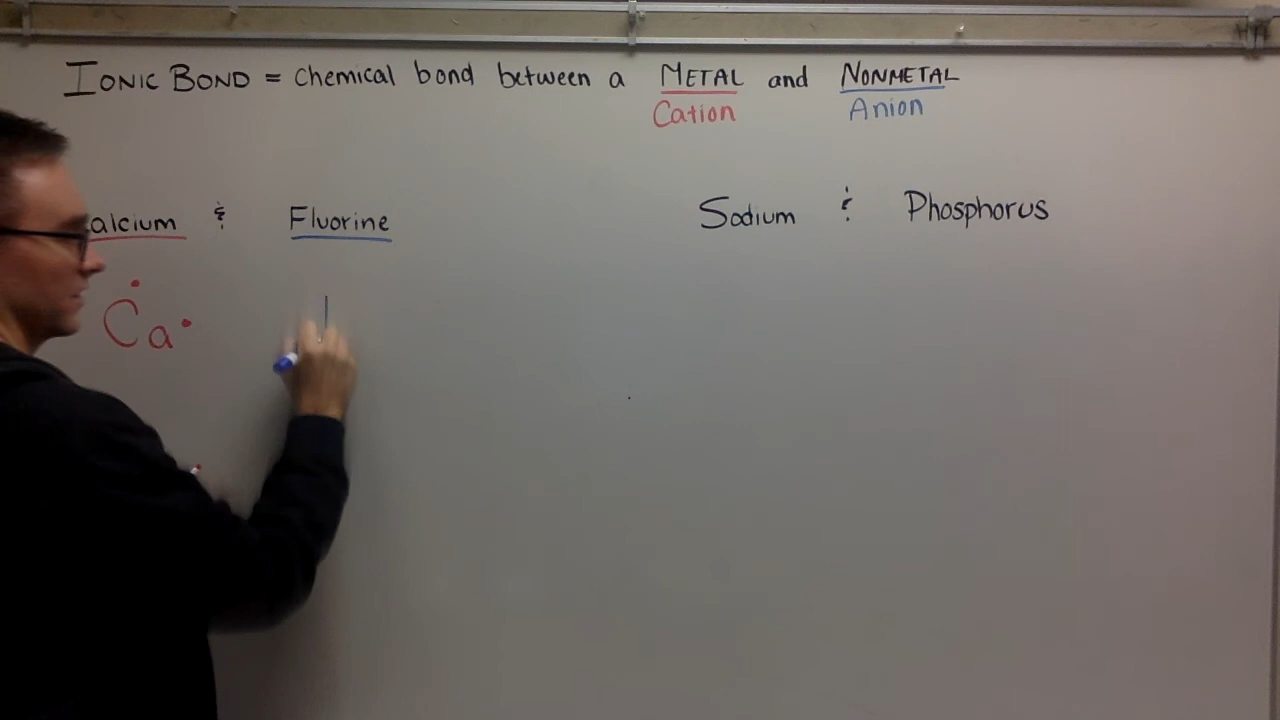 IONIC BOND = chemical bond between a METAL and NONMETAL
Cation Anion
alcium & Fluorine Sodium & Phosphorus
Ca